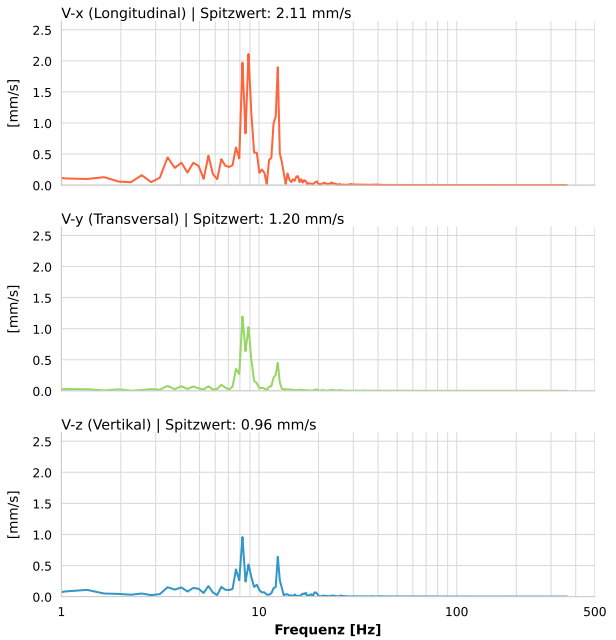 V-x (Longitudinal) | Spitzwert: 2.11 mm/s
2.5
2.0
1.5
1.0
0.5
0.0
[mm/s]
V-y (Transversal) | Spitzwert: 1.20 mm/s
2.5
2.0
1.5
1.0
0.5
0.0
[mm/s]
V-z (Vertikal) | Spitzwert: 0.96 mm/s
2.5
2.0
1.5
1.0
0.5
0.0
[mm/s]
1 10 100 500
Frequenz [Hz]